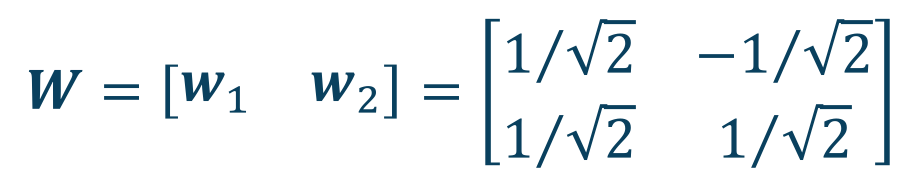 W = [w₁ w₂] = [1/√2 −1/√2
1/√2 1/√2]